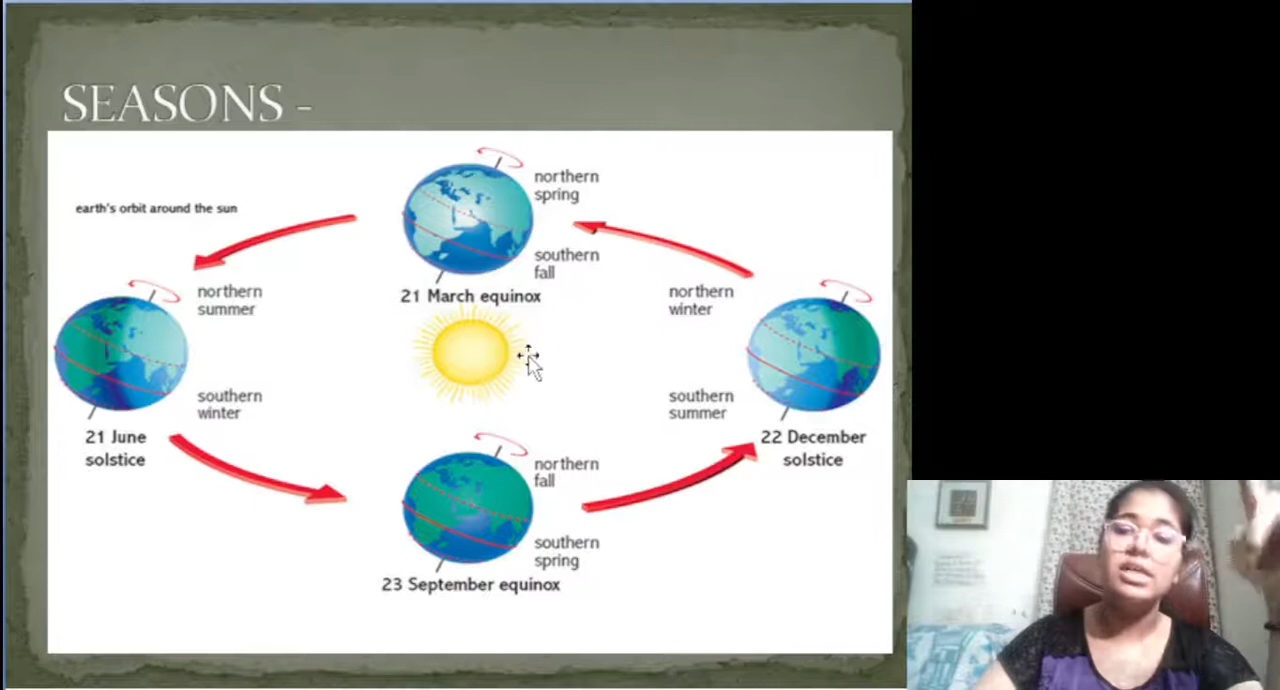 SEASONS -
earth's orbit around the sun
northern
spring
southern
fall
21 March equinox
northern
summer
southern
winter
21 June
solstice
northern
winter
southern
summer
22 December
solstice
northern
fall
southern
spring
23 September equinox